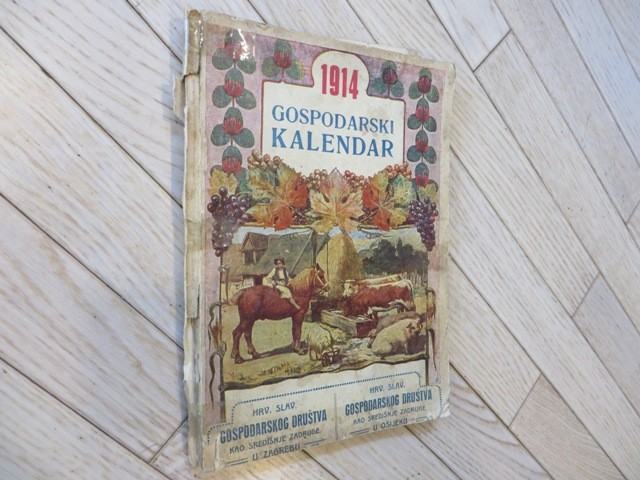 1914
GOSPODARSKI
KALENDAR
HRV. SLAV.
GOSPODARSKOG DRUŠTVA
KAO SREDIŠNJE ZADRUGE
U ZAGREBU
HRV. SLAV.
GOSPODARSKOG DRUŠTVA
KAO SREDIŠNJE ZADRUGE
U OSIJEKU